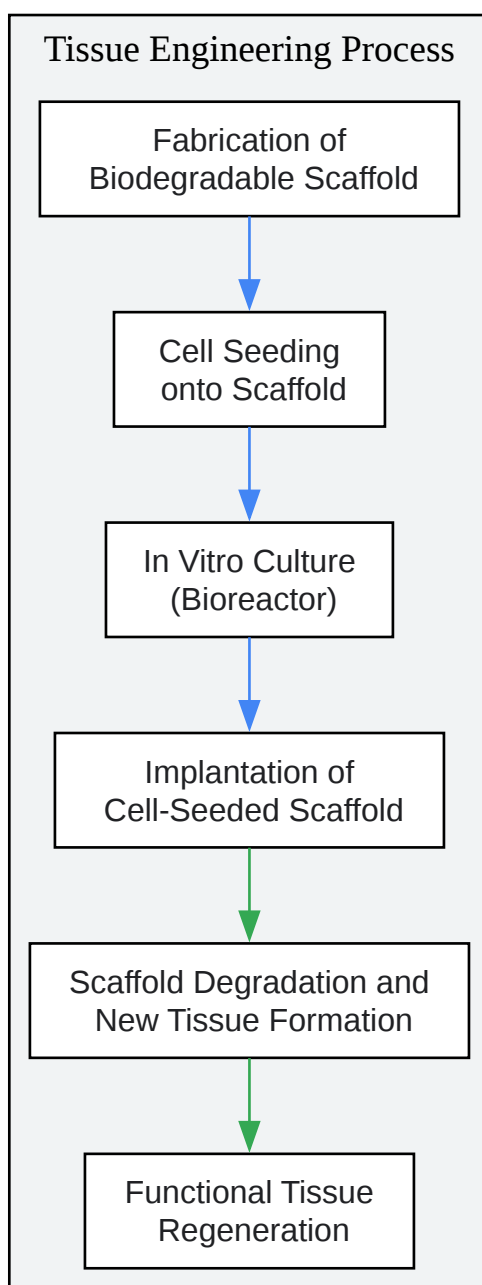 Tissue Engineering Process
Fabrication of
Biodegradable Scaffold
Cell Seeding
onto Scaffold
In Vitro Culture
(Bioreactor)
Implantation of
Cell-Seeded Scaffold
Scaffold Degradation and
New Tissue Formation
Functional Tissue
Regeneration